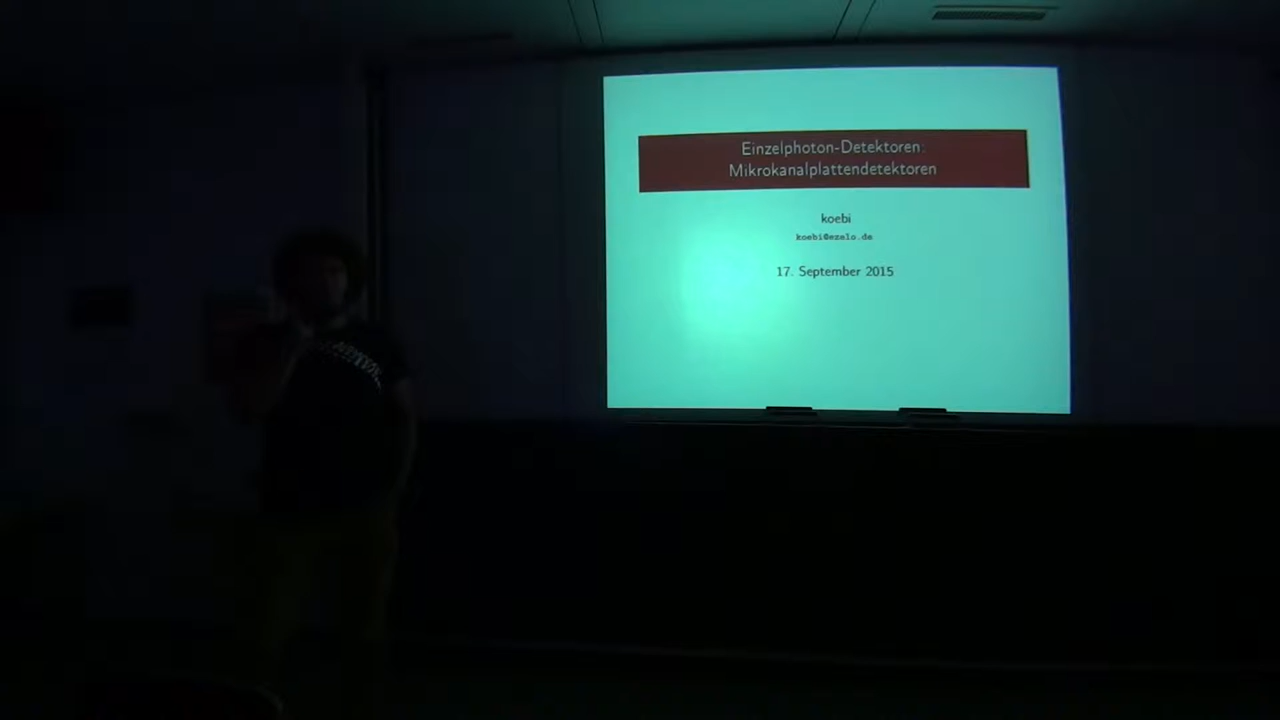 Einzelphoton-Detektoren:
Mikrokanalplattendetektoren
koebi
koebi@ezelo.de
17. September 2015